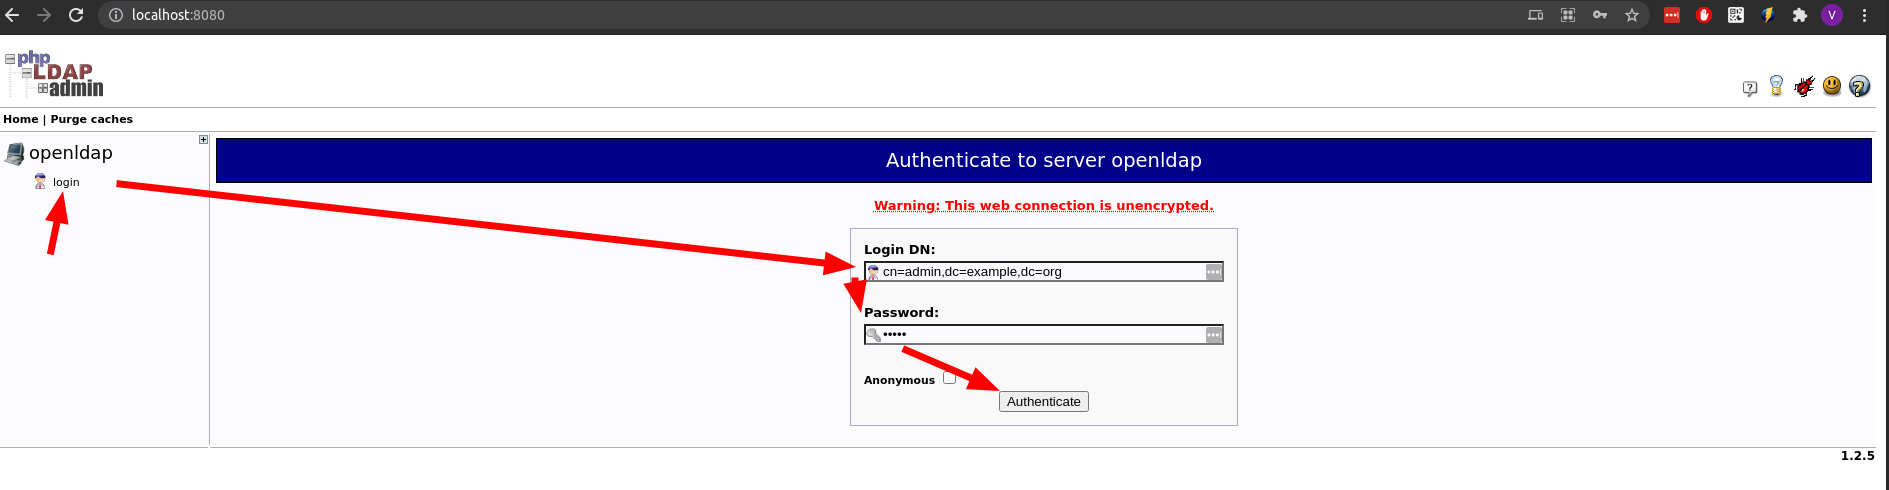 localhost:8080
V
php
LDAP
admin
Home | Purge caches
openldap
login
Authenticate to server openldap
Warning: This web connection is unencrypted.
Login DN:
cn=admin,dc=example,dc=org
Password:
•••••
Anonymous
Authenticate
1.2.5